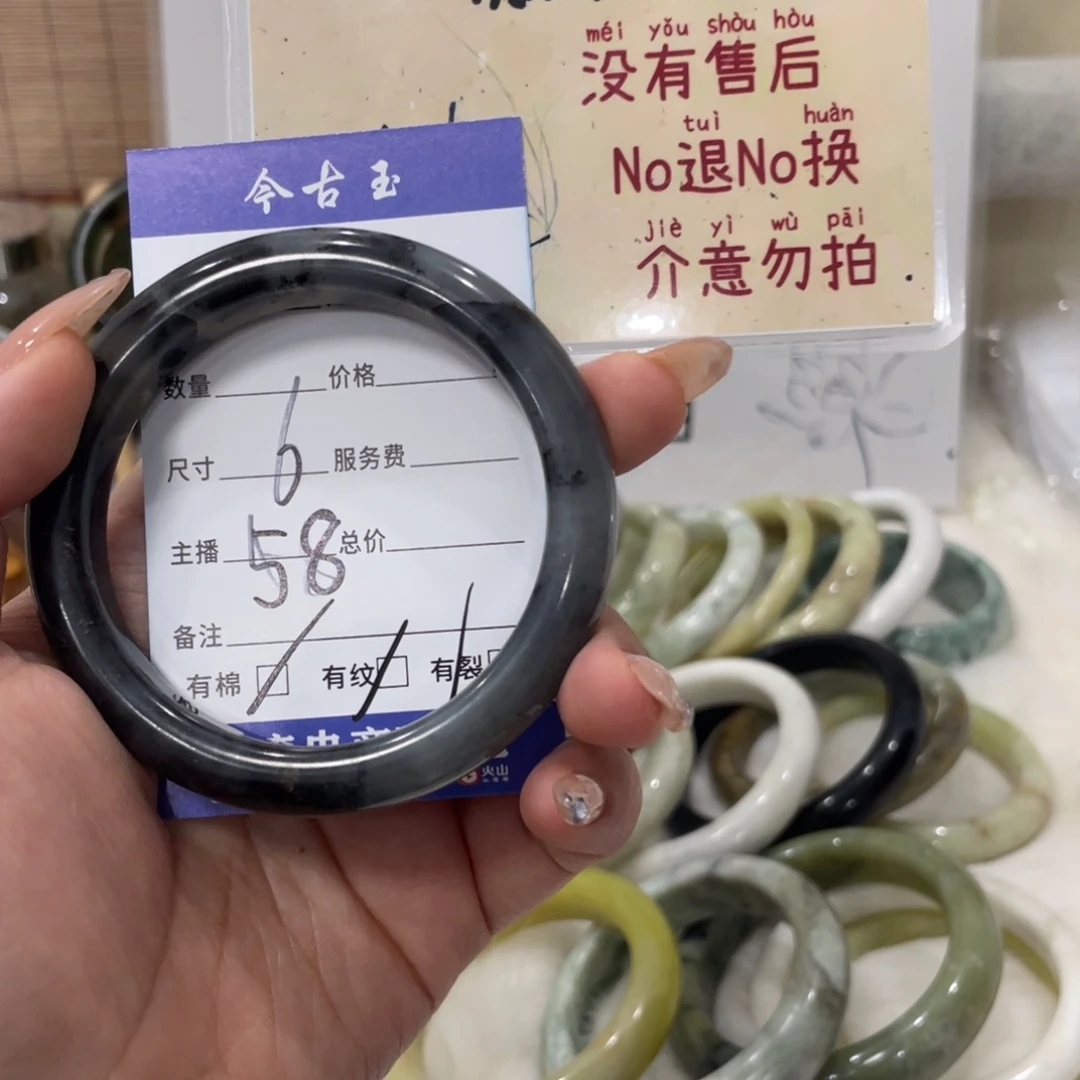 méi yǒu shòu hòu
没有售后
tuì huàn
No退No换
jiè yì wù pāi
介意勿拍
今古玉
数量 价格
尺寸 6 服务费
主播 58 总价
备注
有棉 有纹 有裂
火山